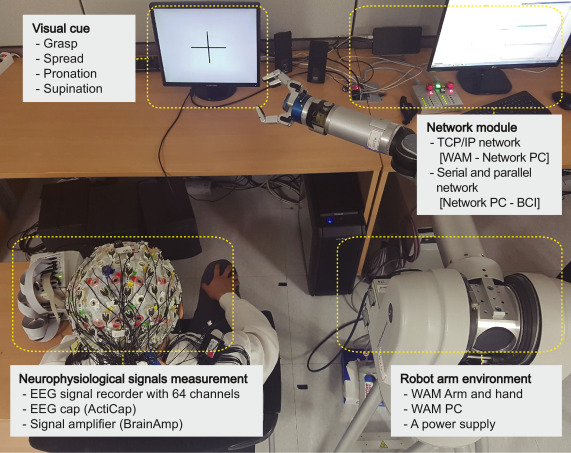 Visual cue
- Grasp
- Spread
- Pronation
- Supination
Network module
- TCP/IP network
[WAM - Network PC]
- Serial and parallel
network
[Network PC - BCI]
Neurophysiological signals measurement
- EEG signal recorder with 64 channels
- EEG cap (ActiCap)
- Signal amplifier (BrainAmp)
Robot arm environment
- WAM Arm and hand
- WAM PC
- A power supply